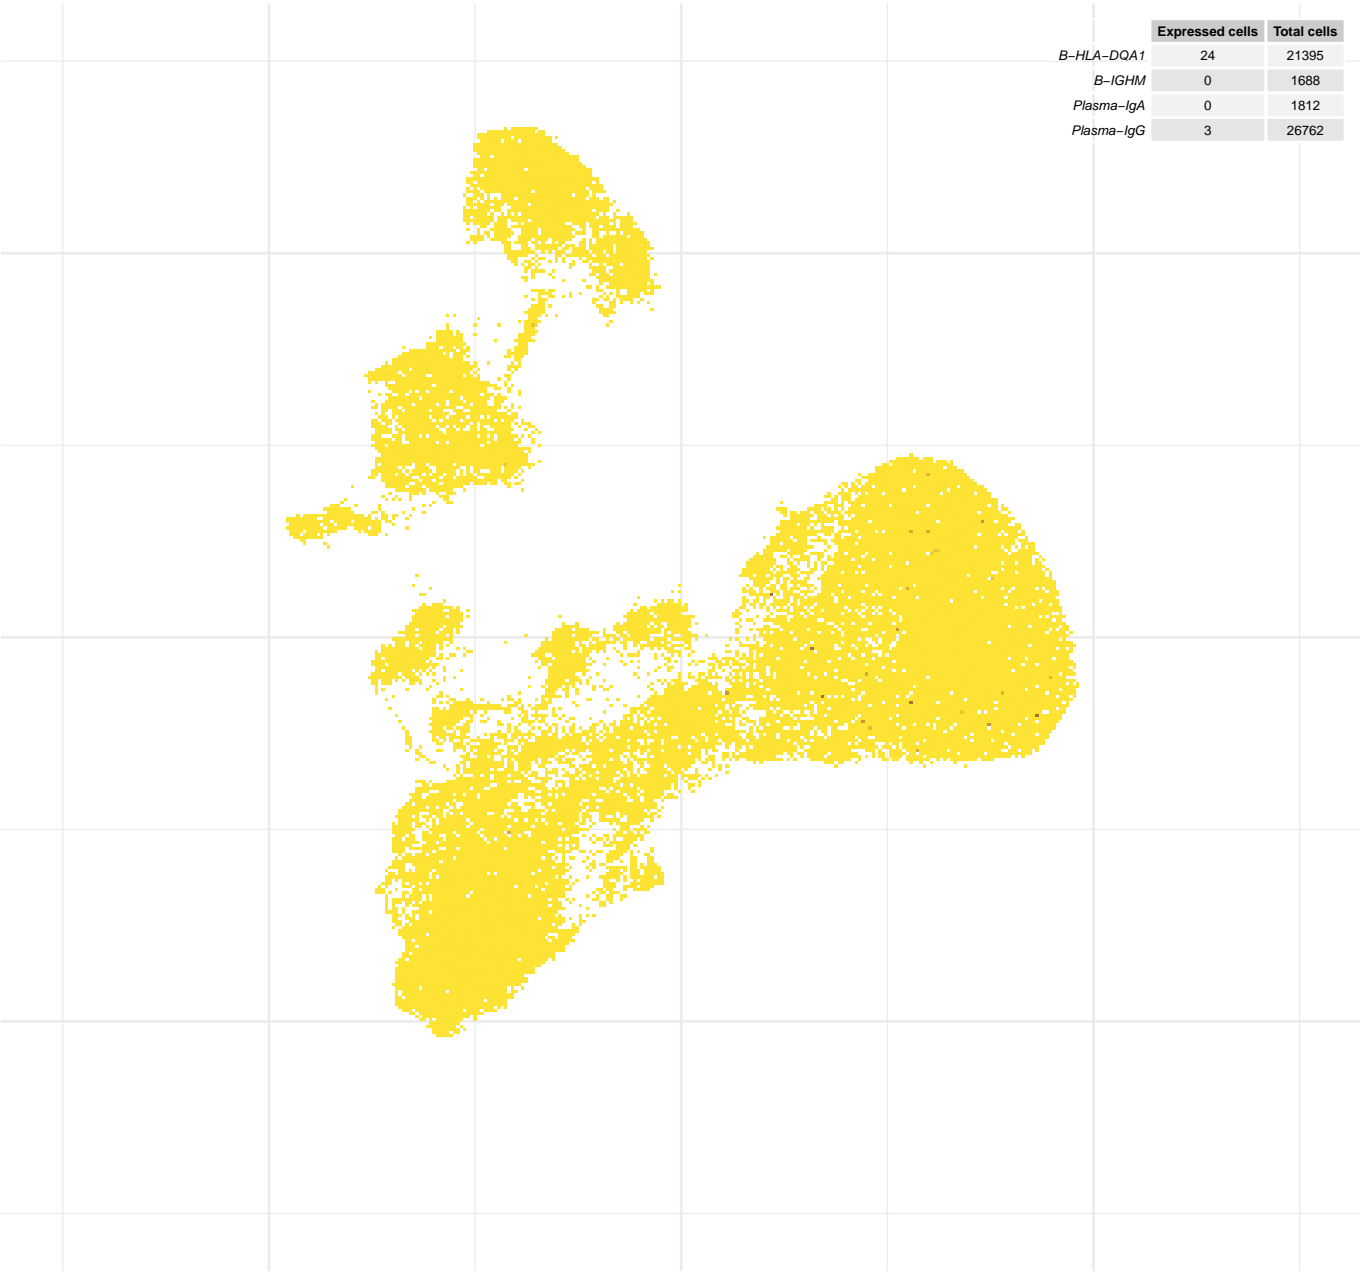 Expressed cells Total cells
B−HLA−DQA1 24 21395
B−IGHM 0 1688
Plasma−IgA 0 1812
Plasma−IgG 3 26762